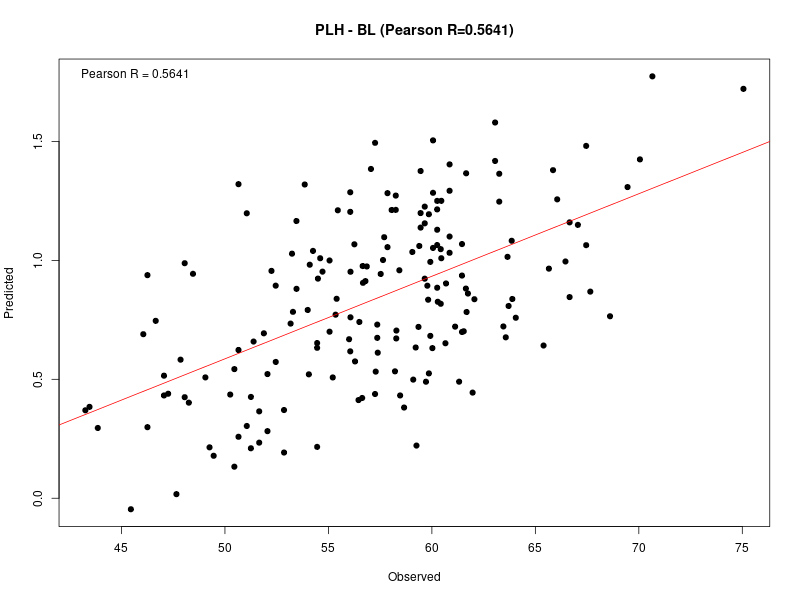 PLH - BL (Pearson R=0.5641)
Pearson R = 0.5641
1.5
1.0
0.5
0.0
Predicted
45 50 55 60 65 70 75
Observed